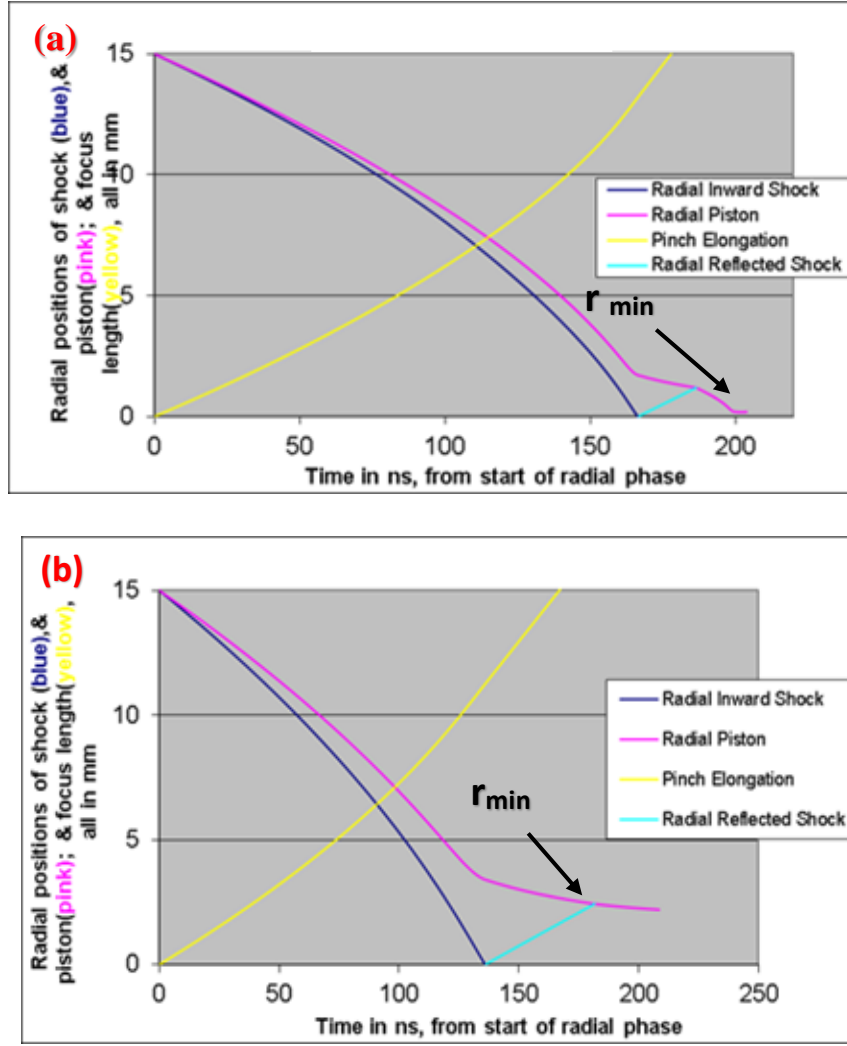 (a)
Radial positions of shock (blue),&
piston(pink); & focus
length(yellow), all in mm
15
10
5
0
0 50 100 150 200
Time in ns, from start of radial phase
Radial Inward Shock
Radial Piston
Pinch Elongation
Radial Reflected Shock
r min
(b)
Radial positions of shock (blue),&
piston(pink); & focus length(yellow),
all in mm
15
10
5
0
0 50 100 150 200 250
Time in ns, from start of radial phase
Radial Inward Shock
Radial Piston
Pinch Elongation
Radial Reflected Shock
rmin